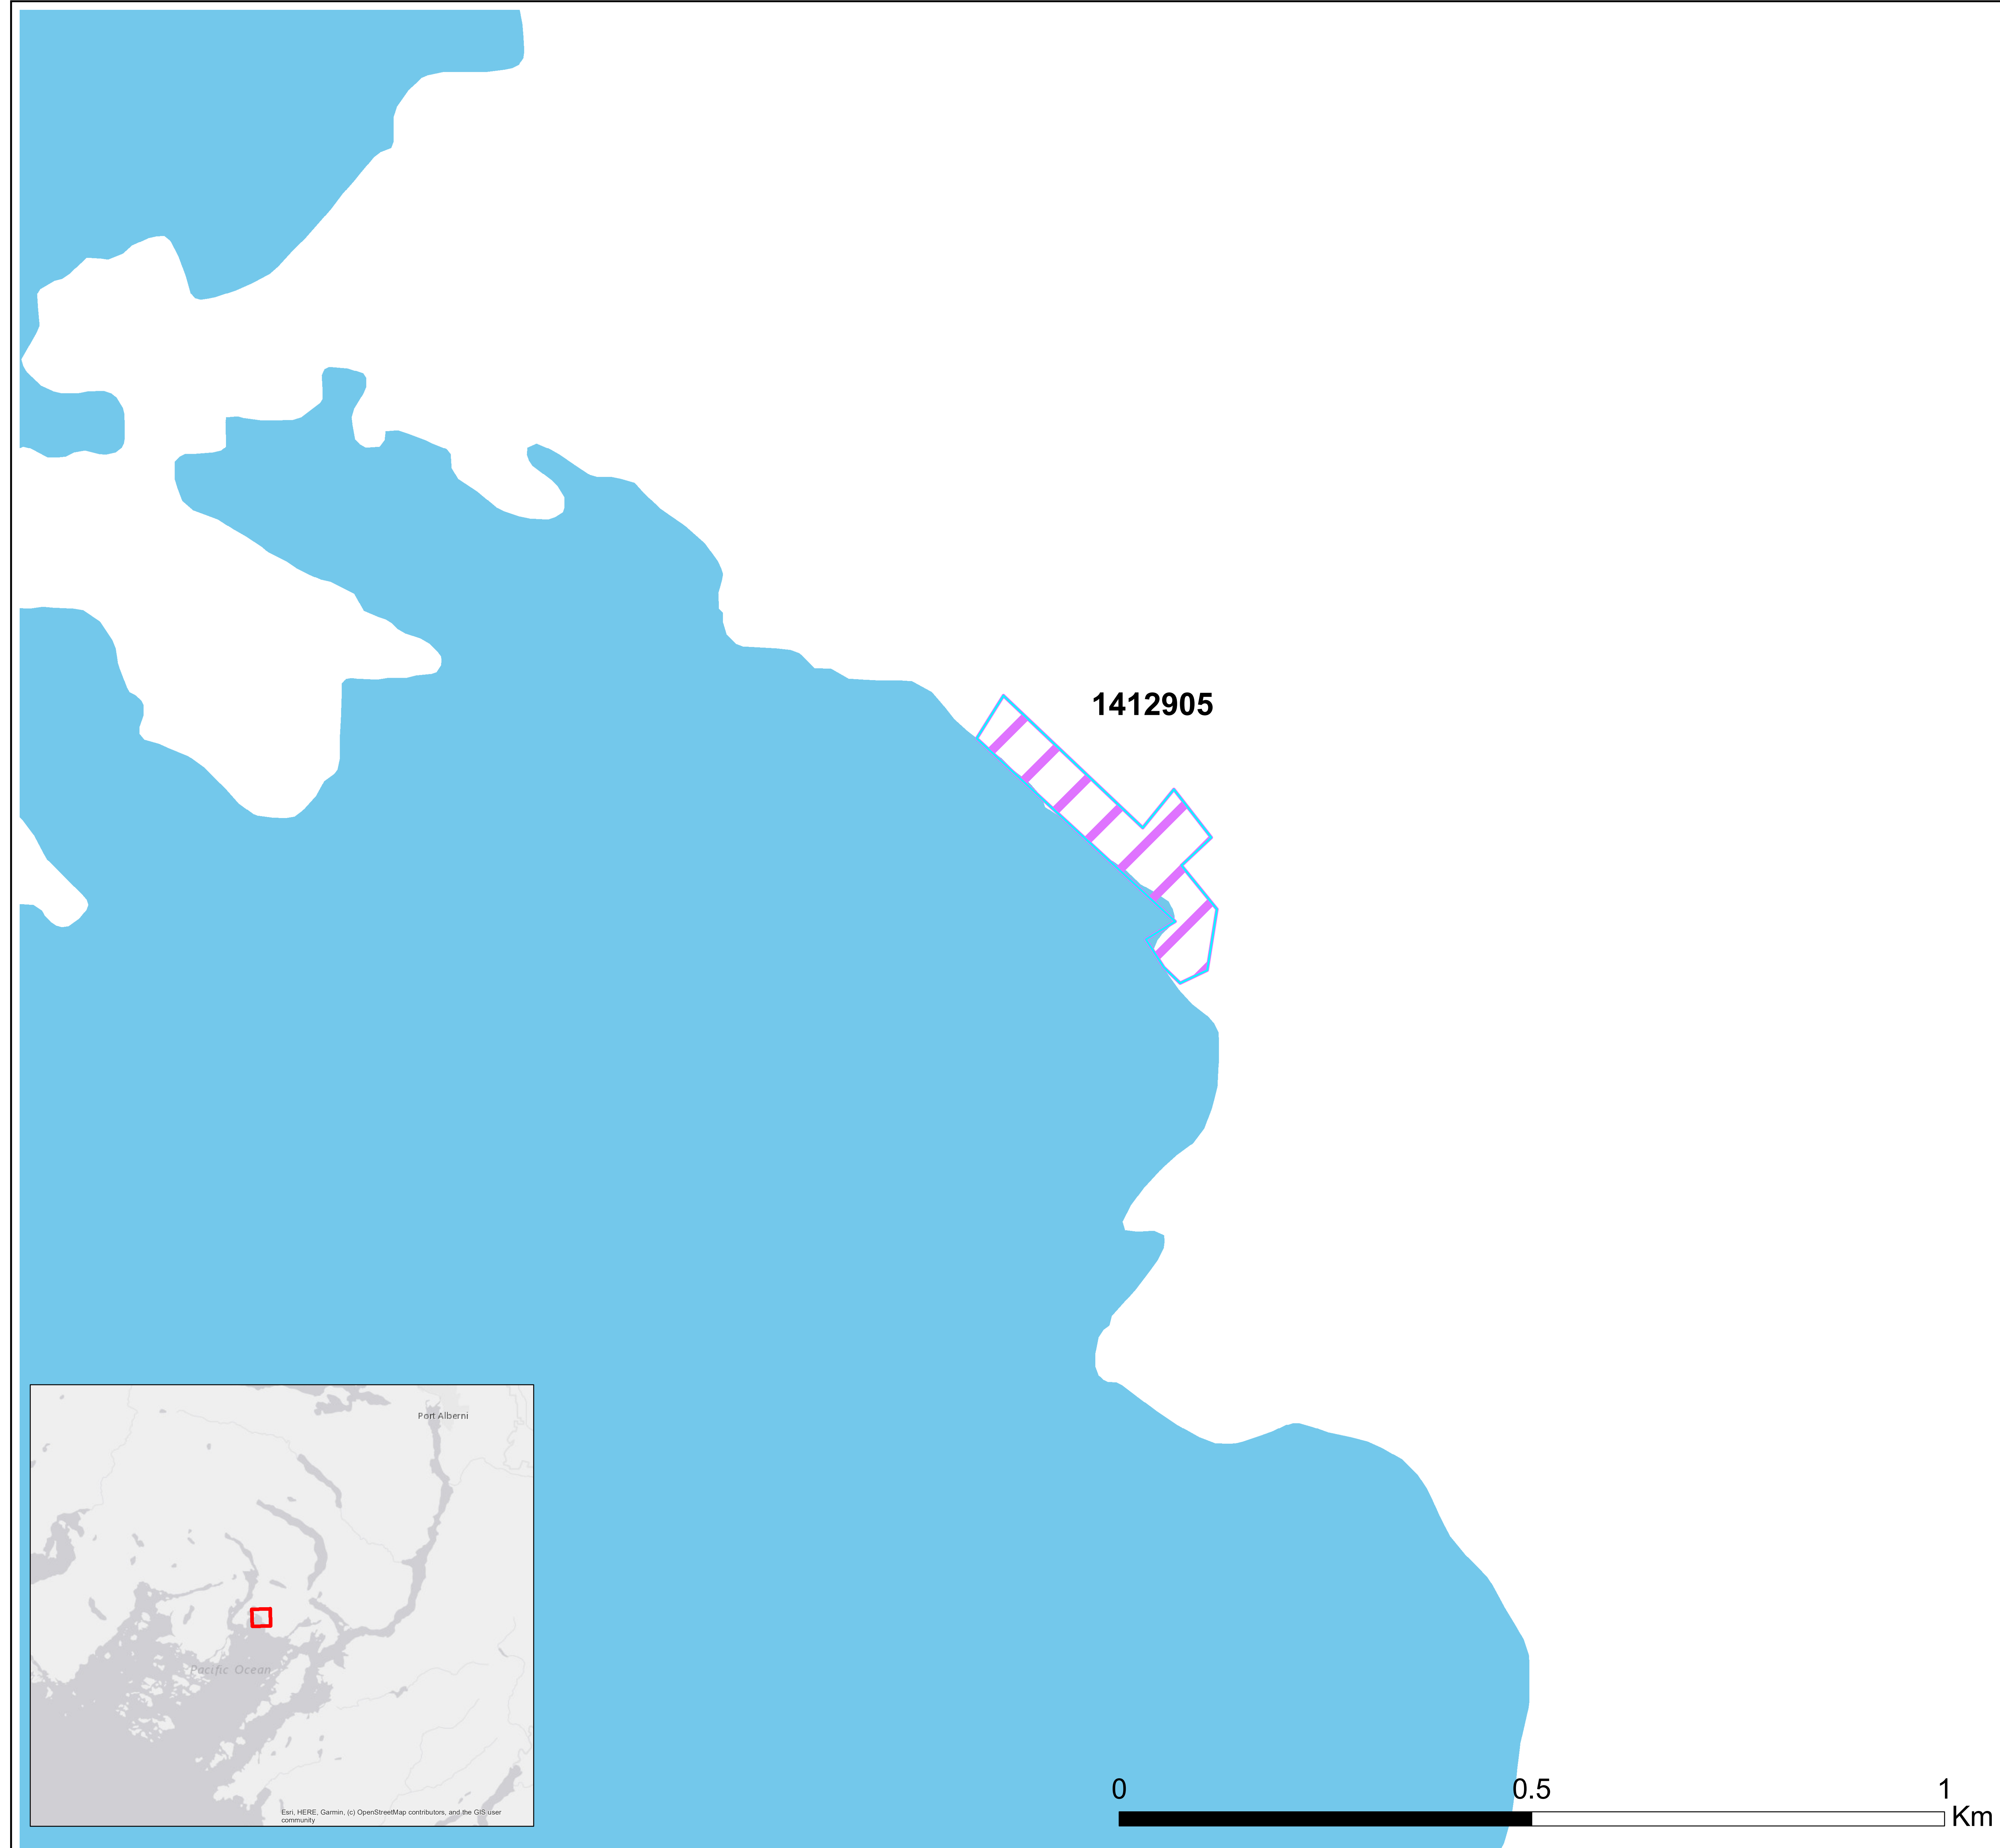 1412905
Port Alberni
Pacific Ocean
Esri, HERE, Garmin, (c) OpenStreetMap contributors, and the GIS user
community
0 0.5 1
Km